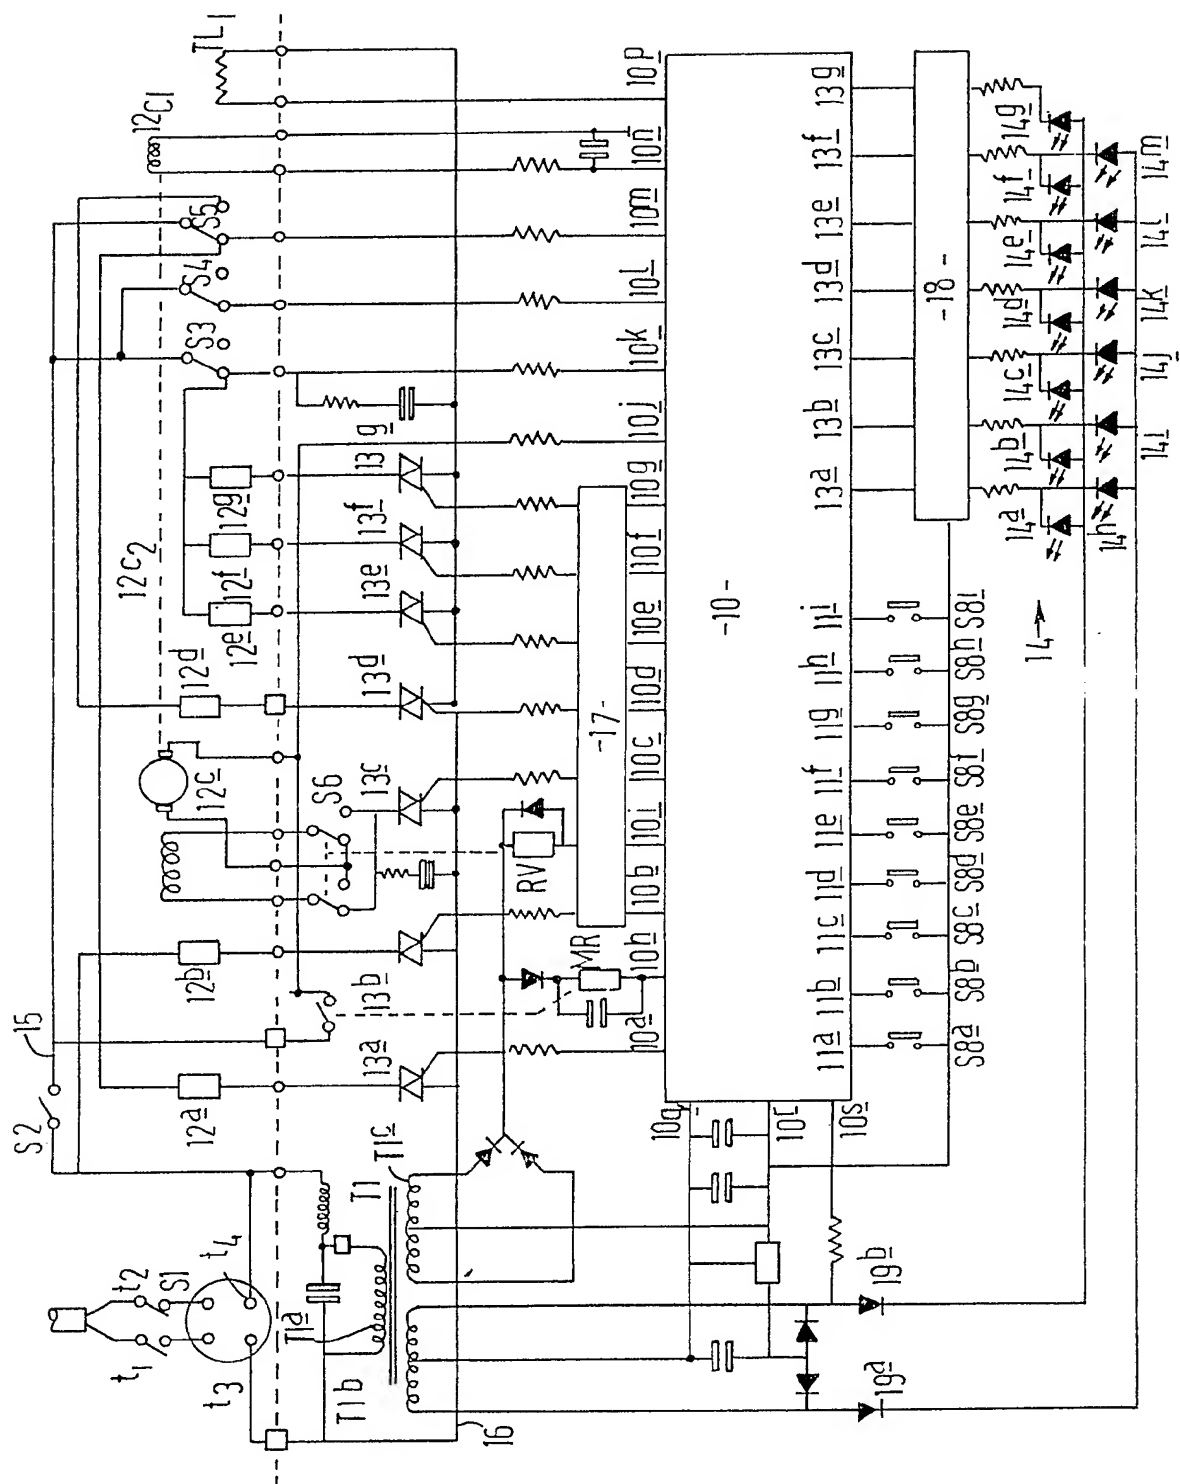 TL1
12C1
S5
S4
S3
12c2
12g
12f
12e
12d
12c
12b
12a
15
S2
S1
t1
t2
t3
t4
S6
13g
13f
13e
13d
13c
13b
13a
T1
T1a
T1b
T1c
16
RV
MR
-17-
10a
10h
10b
10i
10c
10d
10e
10f
10g
10j
10k
10l
10m
10n
10p
10q
10r
10s
-10-
11a
11b
11c
11d
11e
11f
11g
11h
11i
13a
13b
13c
13d
13e
13f
13g
-18-
S8a
S8b
S8c
S8d
S8e
S8f
S8g
S8h
S8i
14
14a
14b
14c
14d
14e
14f
14g
14h
14i
14j
14k
14l
14m
19a
19b